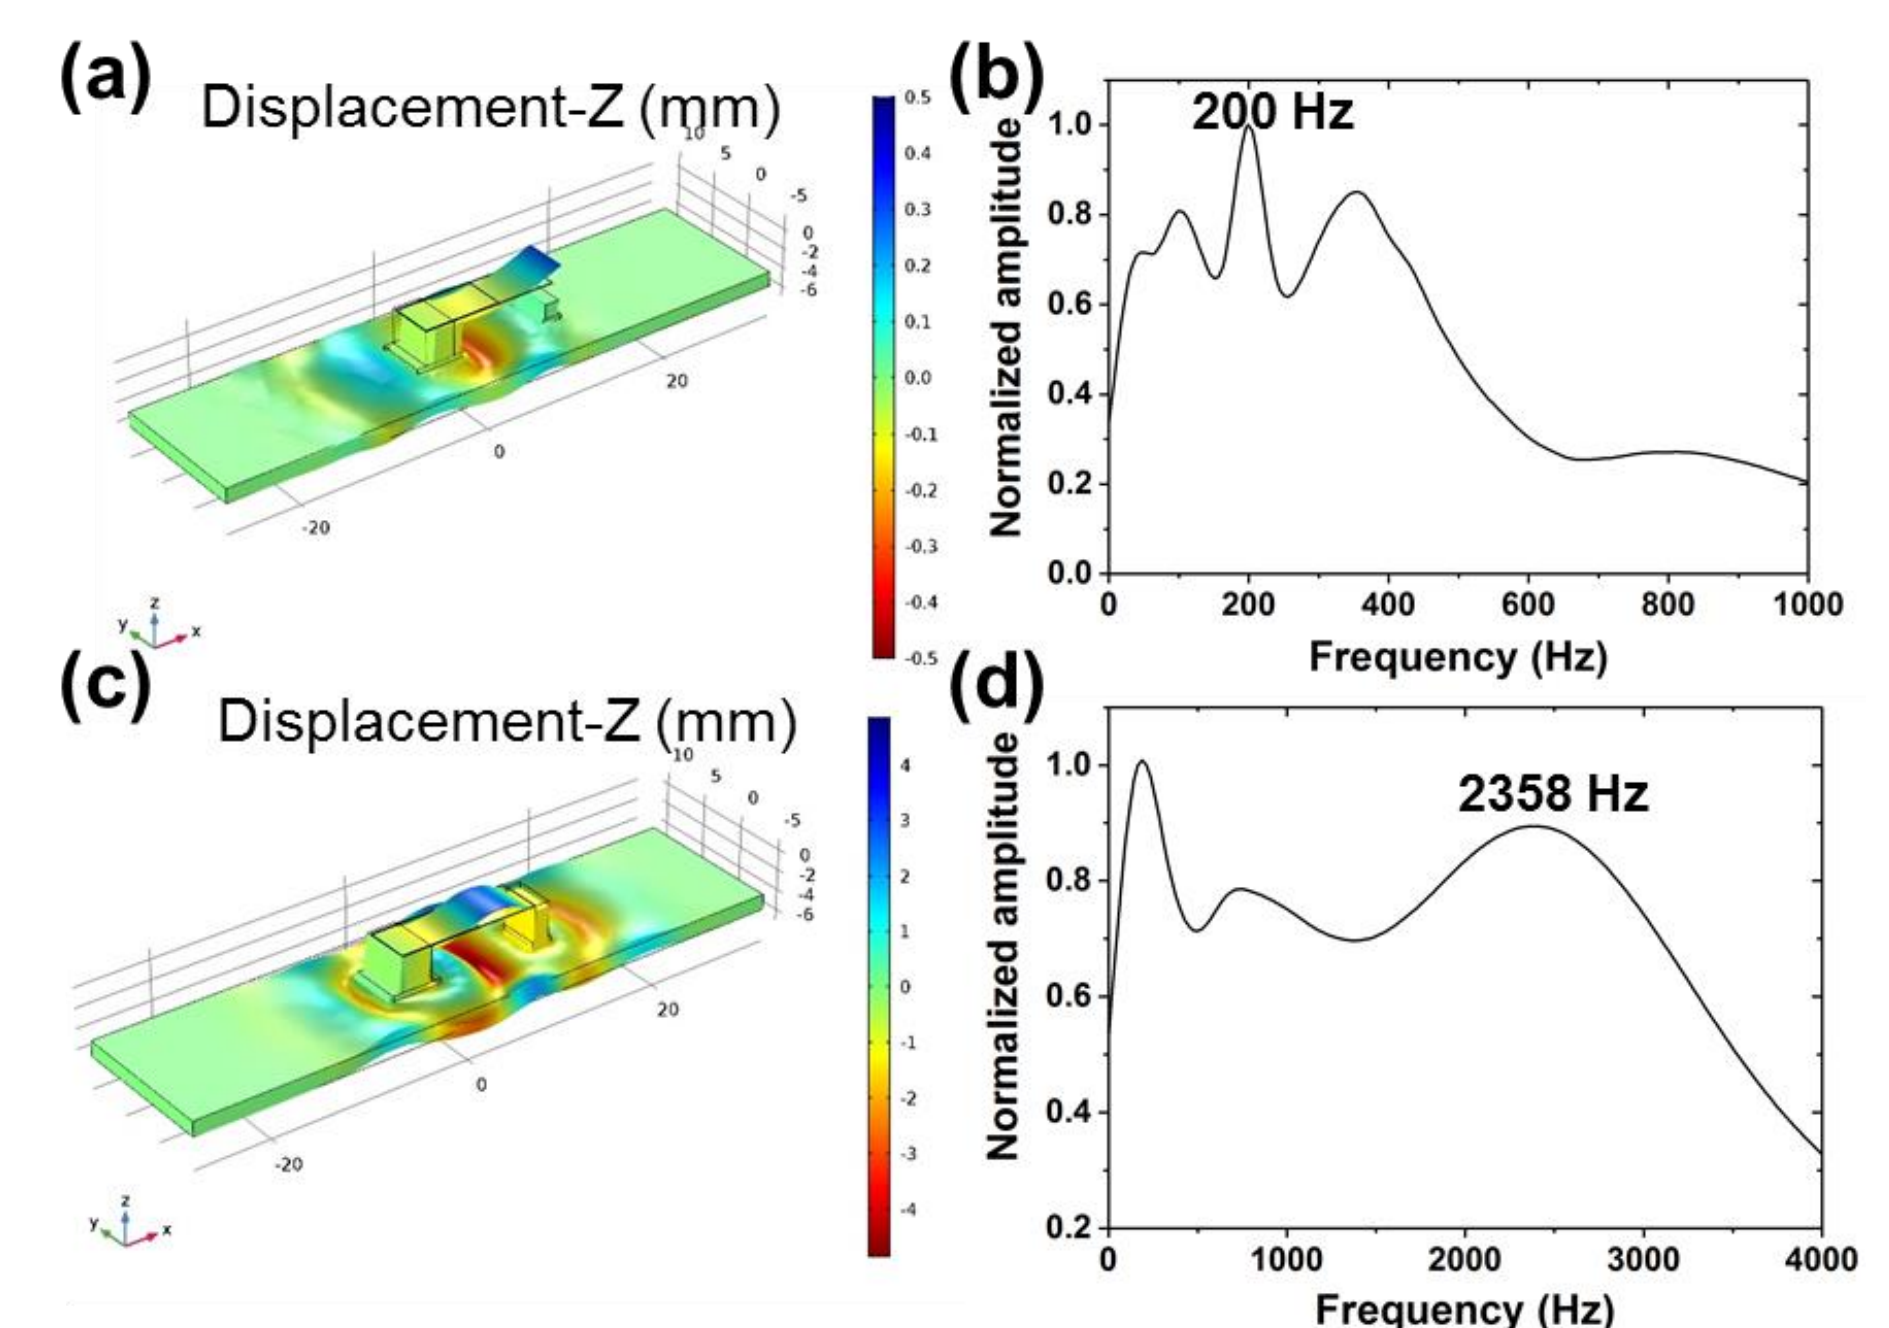 (a)
Displacement-Z (mm)
10
5
0
-5
0
-2
-4
-6
20
0
-20
z
y
x
0.5
0.4
0.3
0.2
0.1
0.0
-0.1
-0.2
-0.3
-0.4
-0.5
(b)
200 Hz
Normalized amplitude
1.0
0.8
0.6
0.4
0.2
0.0
0 200 400 600 800 1000
Frequency (Hz)
(c)
Displacement-Z (mm)
10
5
0
-5
0
-2
-4
-6
20
0
-20
z
y
x
4
3
2
1
0
-1
-2
-3
-4
(d)
2358 Hz
Normalized amplitude
1.0
0.8
0.6
0.4
0.2
0 1000 2000 3000 4000
Frequency (Hz)